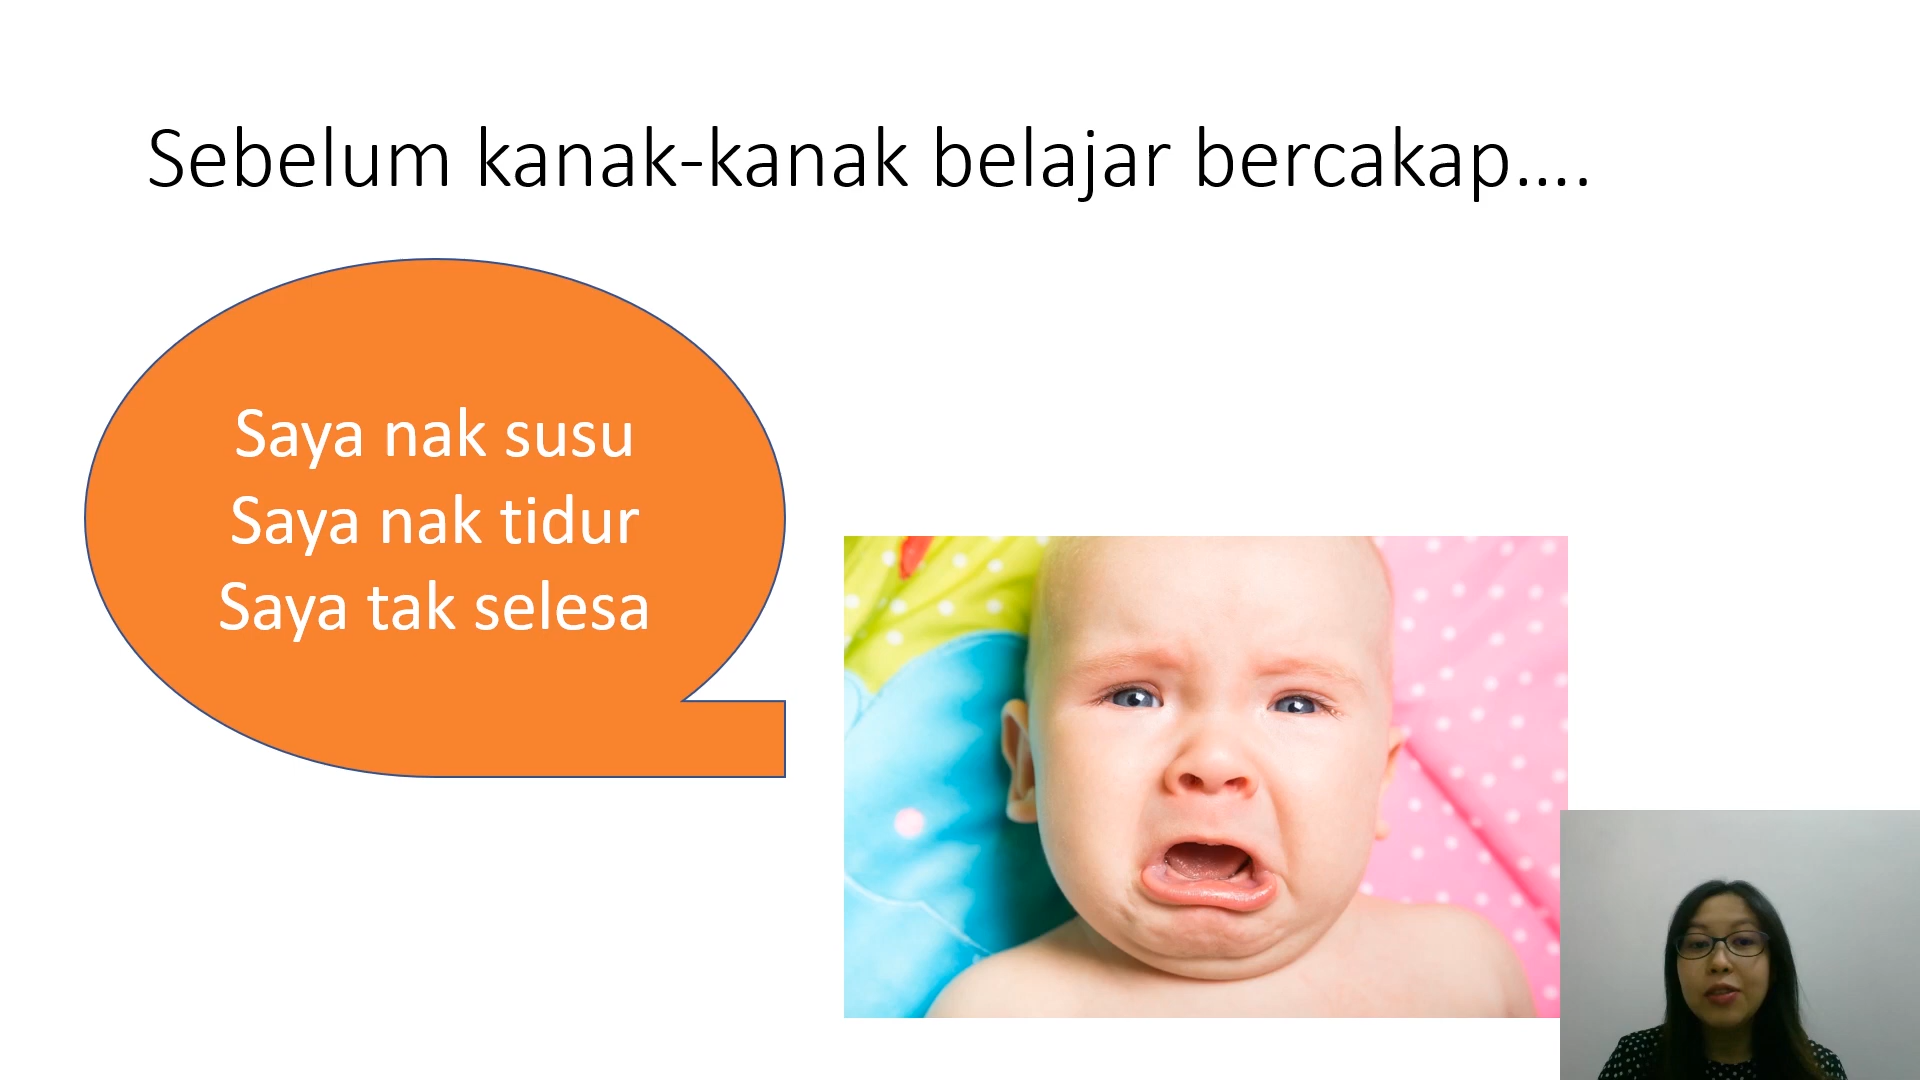 Sebelum kanak-kanak belajar bercakap....
Saya nak susu
Saya nak tidur
Saya tak selesa